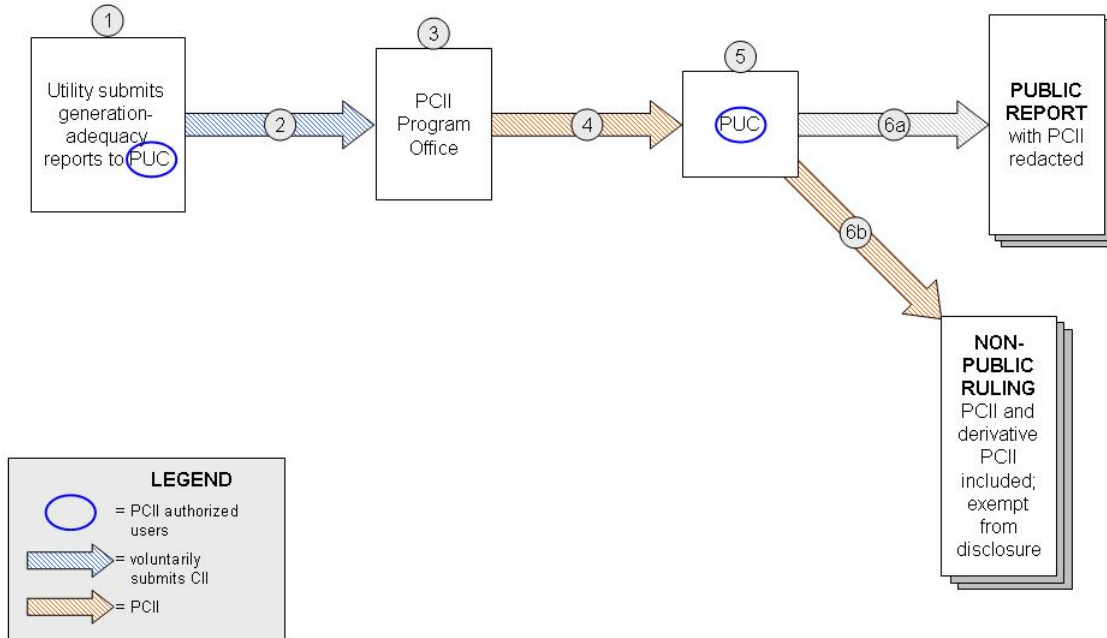 1
Utility submits
generation-
adequacy
reports to PUC
2
3
PCII
Program
Office
4
5
PUC
6a
PUBLIC
REPORT
with PCII
redacted
6b
NON-
PUBLIC
RULING
PCII and
derivative
PCII
included;
exempt
from
disclosure
LEGEND
= PCII authorized
users
= voluntarily
submits CII
= PCII